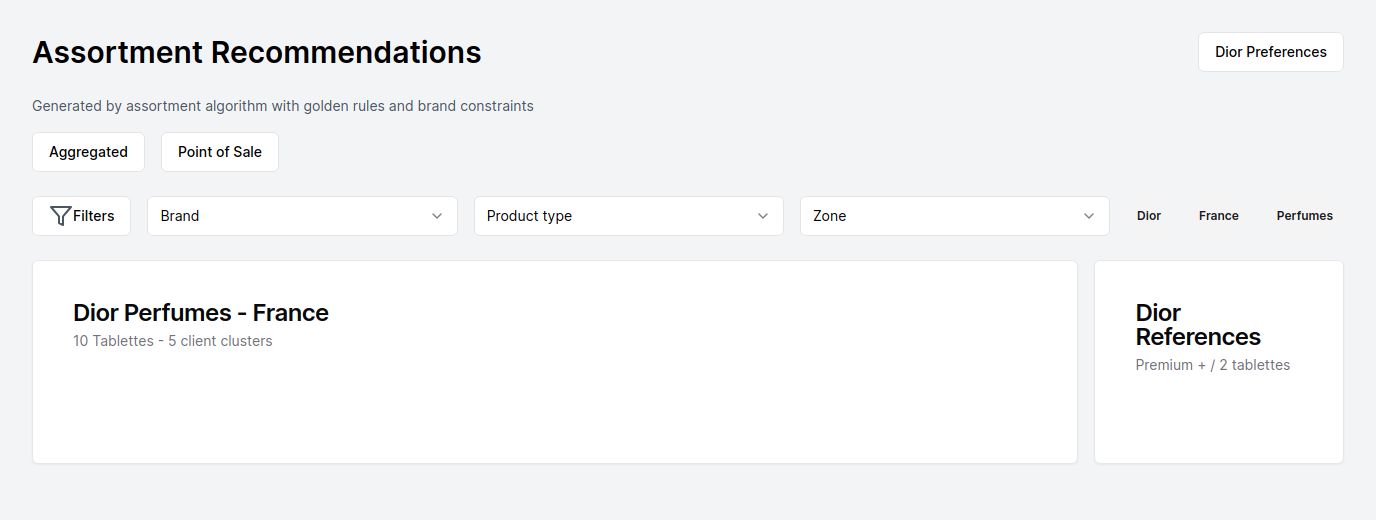 Assortment Recommendations
Dior Preferences
Generated by assortment algorithm with golden rules and brand constraints
Aggregated
Point of Sale
Filters
Brand
Product type
Zone
Dior
France
Perfumes
Dior Perfumes - France
10 Tablettes - 5 client clusters
Dior
References
Premium + / 2 tablettes